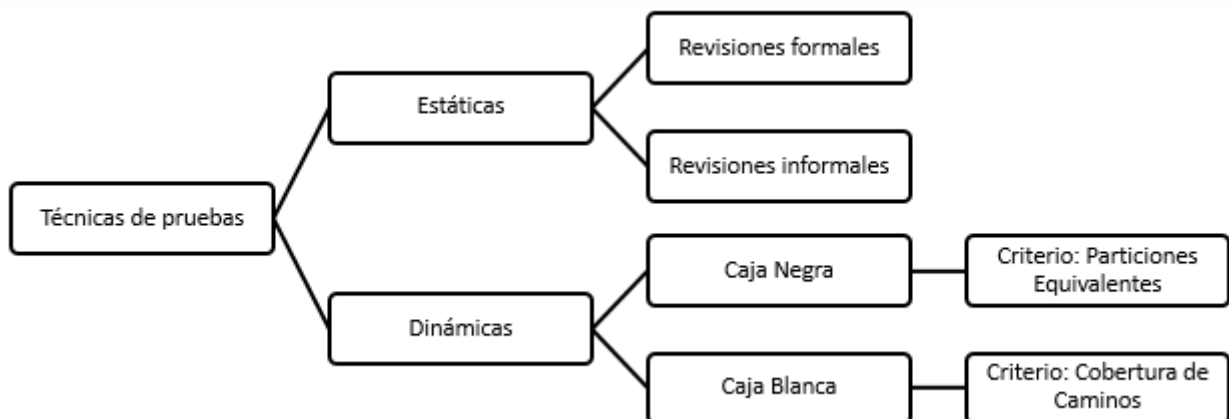 Revisiones formales
Estáticas
Revisiones informales
Técnicas de pruebas
Caja Negra
Criterio: Particiones
Equivalentes
Dinámicas
Caja Blanca
Criterio: Cobertura de
Caminos